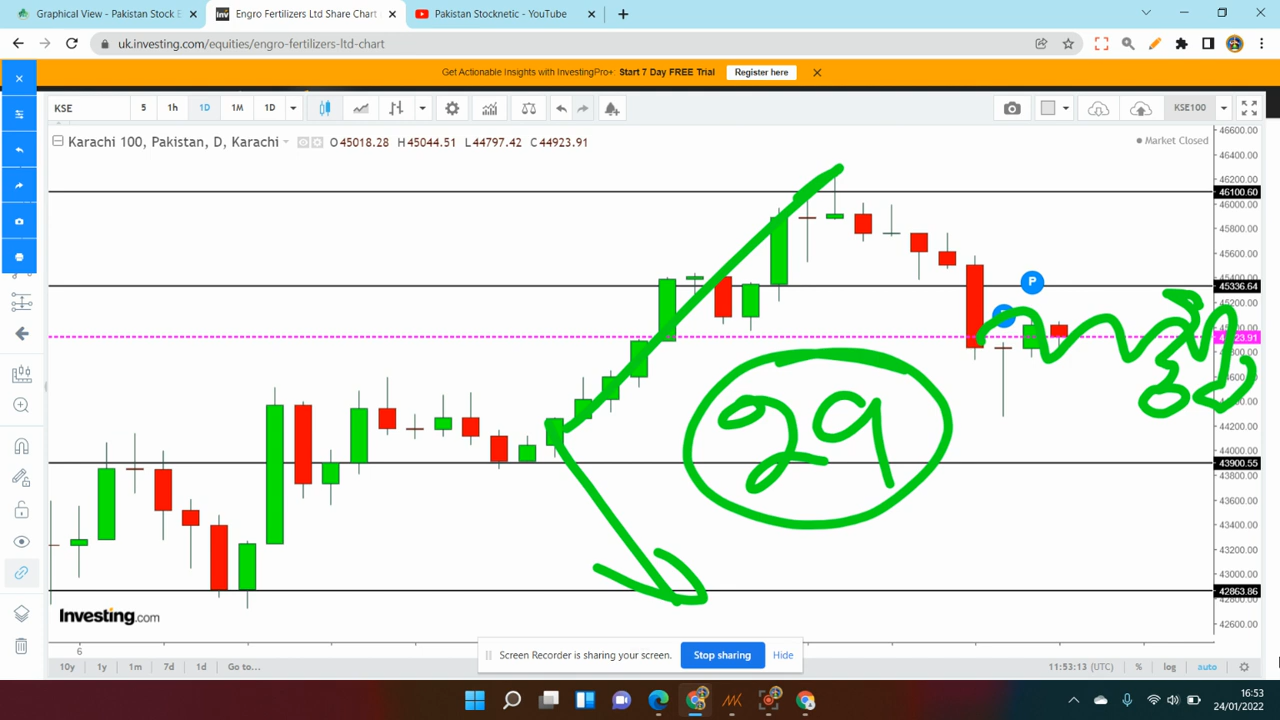 Graphical View - Pakistan Stock E
Engro Fertilizers Ltd Share Chart
Pakistan Stocknetic - YouTube
uk.investing.com/equities/engro-fertilizers-ltd-chart
Get Actionable Insights with InvestingPro+: Start 7 Day FREE Trial
Register here
KSE 5 1h 1D 1M 1D KSE100
Karachi 100, Pakistan, D, Karachi O45018.28 H45044.51 L44797.42 C44923.91
Market Closed
46600.00
46400.00
46200.00
46100.60
46000.00
45800.00
45600.00
45400.00
45336.64
P
45200.00
44200.00
44000.00
43900.55
43800.00
43600.00
43400.00
43200.00
43000.00
42863.86
42600.00
29
Investing.com
6
Screen Recorder is sharing your screen. Stop sharing Hide
10y 1y 1m 7d 1d Go to... 11:53:13 (UTC) % log auto
16:53
24/01/2022